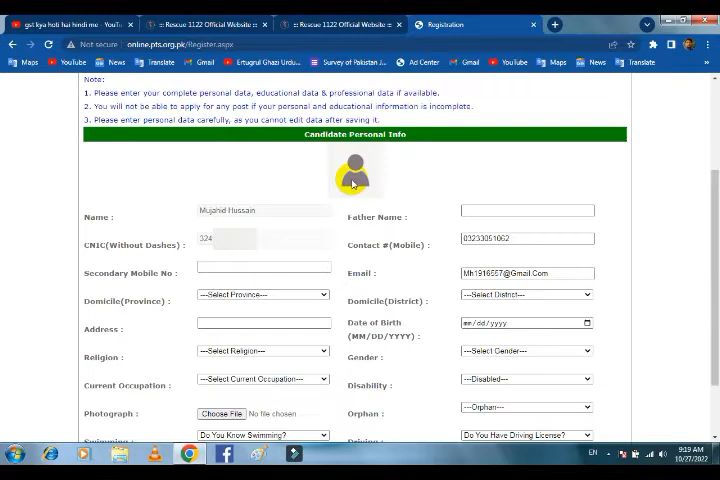 gst kya hoti hai hindi me - YouT
:: Rescue 1122 Official Website ::
:: Rescue 1122 Official Website ::
Registration
Not secure online.pts.org.pk/Register.aspx
Maps YouTube News Translate Gmail Ertugrul Ghazi Urdu... Survey of Pakistan J... Ad Center Gmail YouTube Maps News Translate »
Note:
1. Please enter your complete personal data, educational data & professional data if available.
2. You will not be able to apply for any post if your personal and educational information is incomplete.
3. Please enter personal data carefully, as you cannot edit data after saving it.
Candidate Personal Info
Name : Mujahid Hussain Father Name :
CNIC(Without Dashes) : 324 Contact #(Mobile) : 03233051062
Secondary Mobile No : Email : Mh1916557@Gmail.Com
Domicile(Province) : ---Select Province--- Domicile(District) : ---Select District---
Address : Date of Birth (MM/DD/YYYY) : mm/dd/yyyy
Religion : ---Select Religion--- Gender : ---Select Gender---
Current Occupation : ---Select Current Occupation--- Disability : ---Disabled---
Photograph : Choose File No file chosen Orphan : ---Orphan---
Swimming Do You Know Swimming? Driving Do You Have Driving License?
EN 9:19 AM
10/27/2022